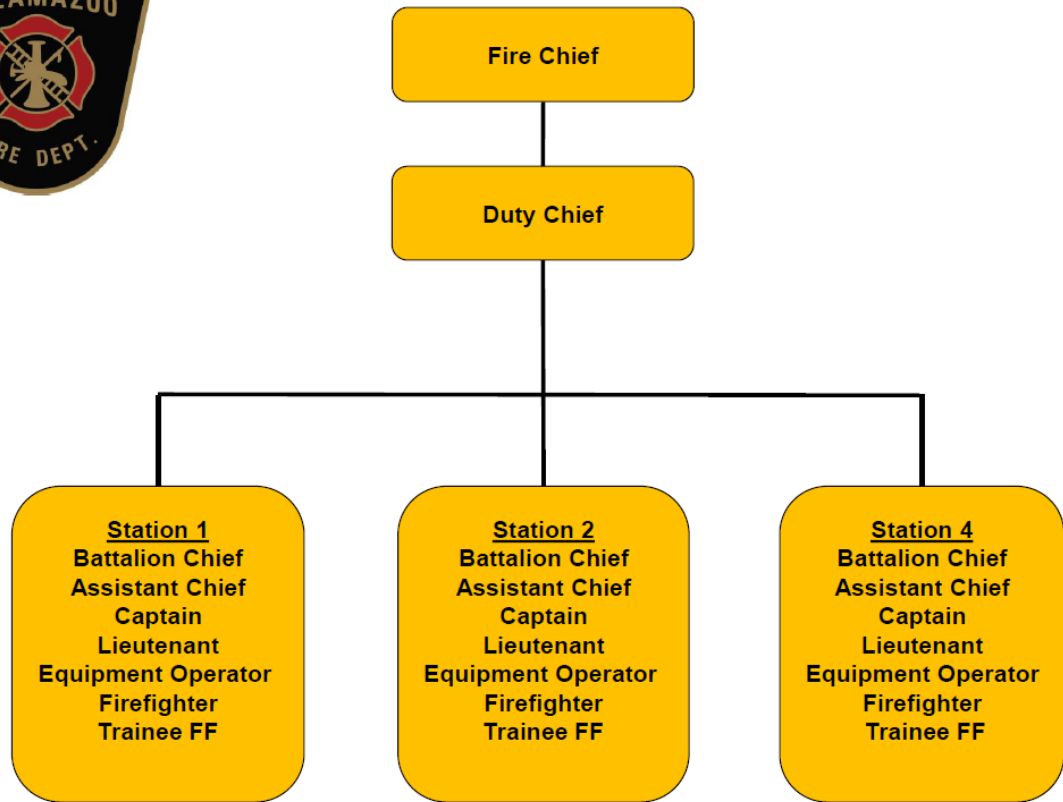 Fire Chief
DEPT.
Duty Chief
Station 1
Battalion Chief
Assistant Chief
Captain
Lieutenant
Equipment Operator
Firefighter
Trainee FF
Station 2
Battalion Chief
Assistant Chief
Captain
Lieutenant
Equipment Operator
Firefighter
Trainee FF
Station 4
Battalion Chief
Assistant Chief
Captain
Lieutenant
Equipment Operator
Firefighter
Trainee FF